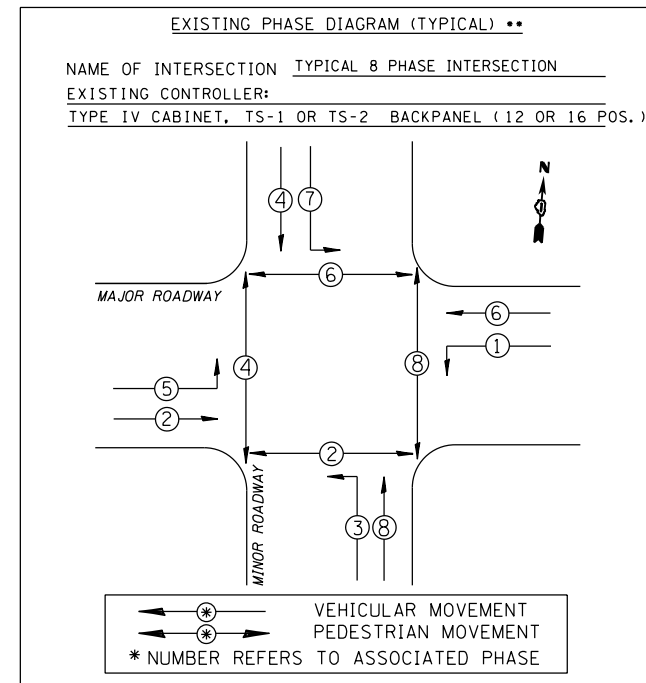 EXISTING PHASE DIAGRAM (TYPICAL) **
NAME OF INTERSECTION TYPICAL 8 PHASE INTERSECTION
EXISTING CONTROLLER:
TYPE IV CABINET, TS-1 OR TS-2 BACKPANEL (12 OR 16 POS.)
N
4 7
6
MAJOR ROADWAY
6
1
4
8
5
2
2
MINOR ROADWAY
3 8
* VEHICULAR MOVEMENT
* PEDESTRIAN MOVEMENT
* NUMBER REFERS TO ASSOCIATED PHASE